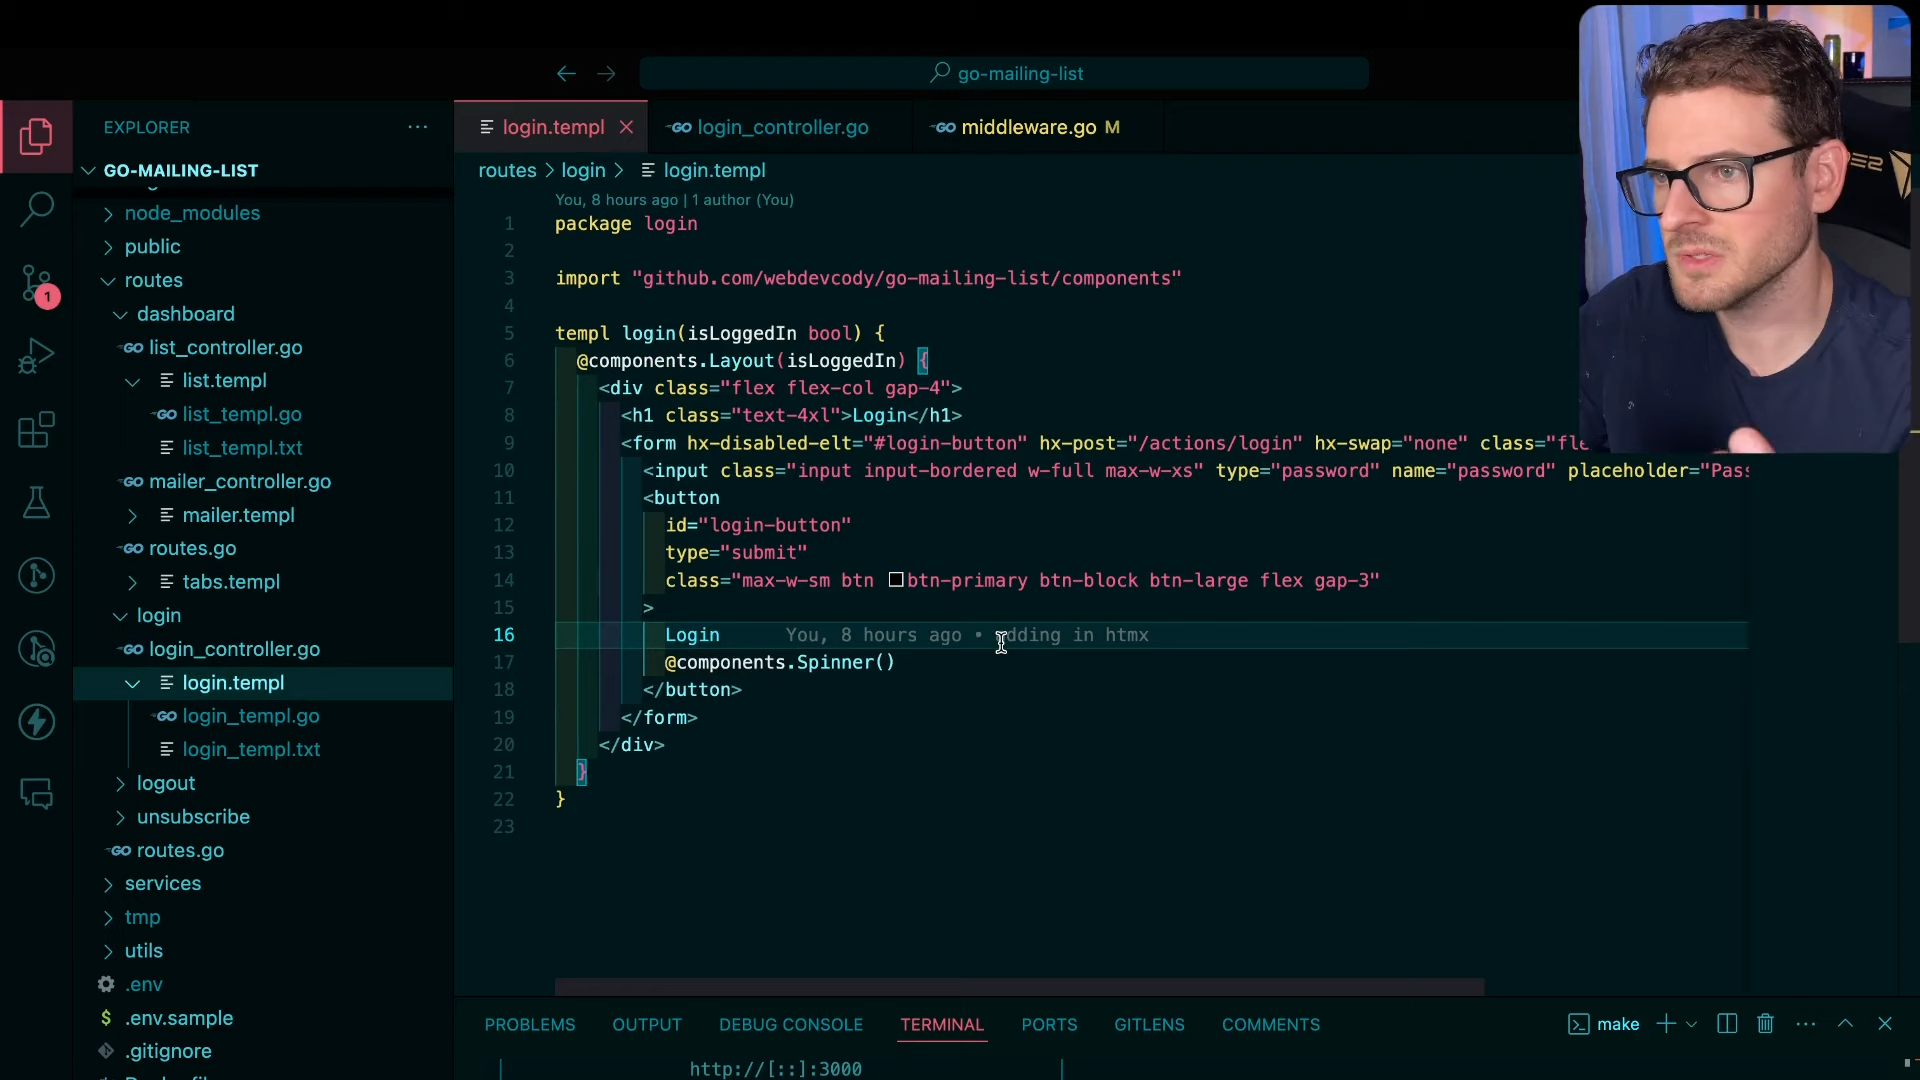 go-mailing-list
EXPLORER
GO-MAILING-LIST
node_modules
public
routes
dashboard
list_controller.go
list.templ
list_templ.go
list_templ.txt
mailer_controller.go
mailer.templ
routes.go
tabs.templ
login
login_controller.go
login.templ
login_templ.go
login_templ.txt
logout
unsubscribe
routes.go
services
tmp
utils
.env
$ .env.sample
.gitignore
1
login.templ
login_controller.go
middleware.go M
routes > login > login.templ
You, 8 hours ago | 1 author (You)
1 package login
2
3 import "github.com/webdevcody/go-mailing-list/components"
4
5 templ login(isLoggedIn bool) {
6 @components.Layout(isLoggedIn) {
7 <div class="flex flex-col gap-4">
8 <h1 class="text-4xl">Login</h1>
9 <form hx-disabled-elt="#login-button" hx-post="/actions/login" hx-swap="none" class="fle
10 <input class="input input-bordered w-full max-w-xs" type="password" name="password" placeholder="Pass
11 <button
12 id="login-button"
13 type="submit"
14 class="max-w-sm btn btn-primary btn-block btn-large flex gap-3"
15 >
16 Login You, 8 hours ago • adding in htmx
17 @components.Spinner()
18 </button>
19 </form>
20 </div>
21 }
22 }
23
PROBLEMS OUTPUT DEBUG CONSOLE TERMINAL PORTS GITLENS COMMENTS make
http://[::]:3000